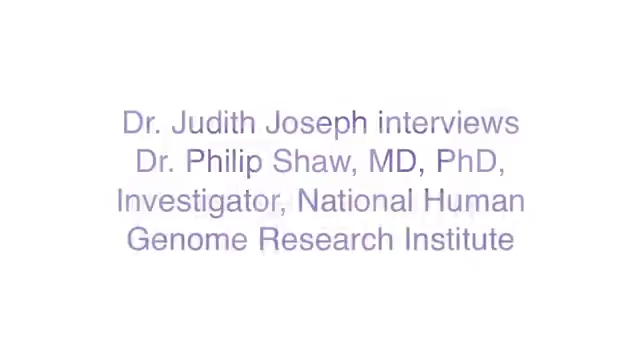 Dr. Judith Joseph interviews
Dr. Philip Shaw, MD, PhD,
Investigator, National Human
Genome Research Institute